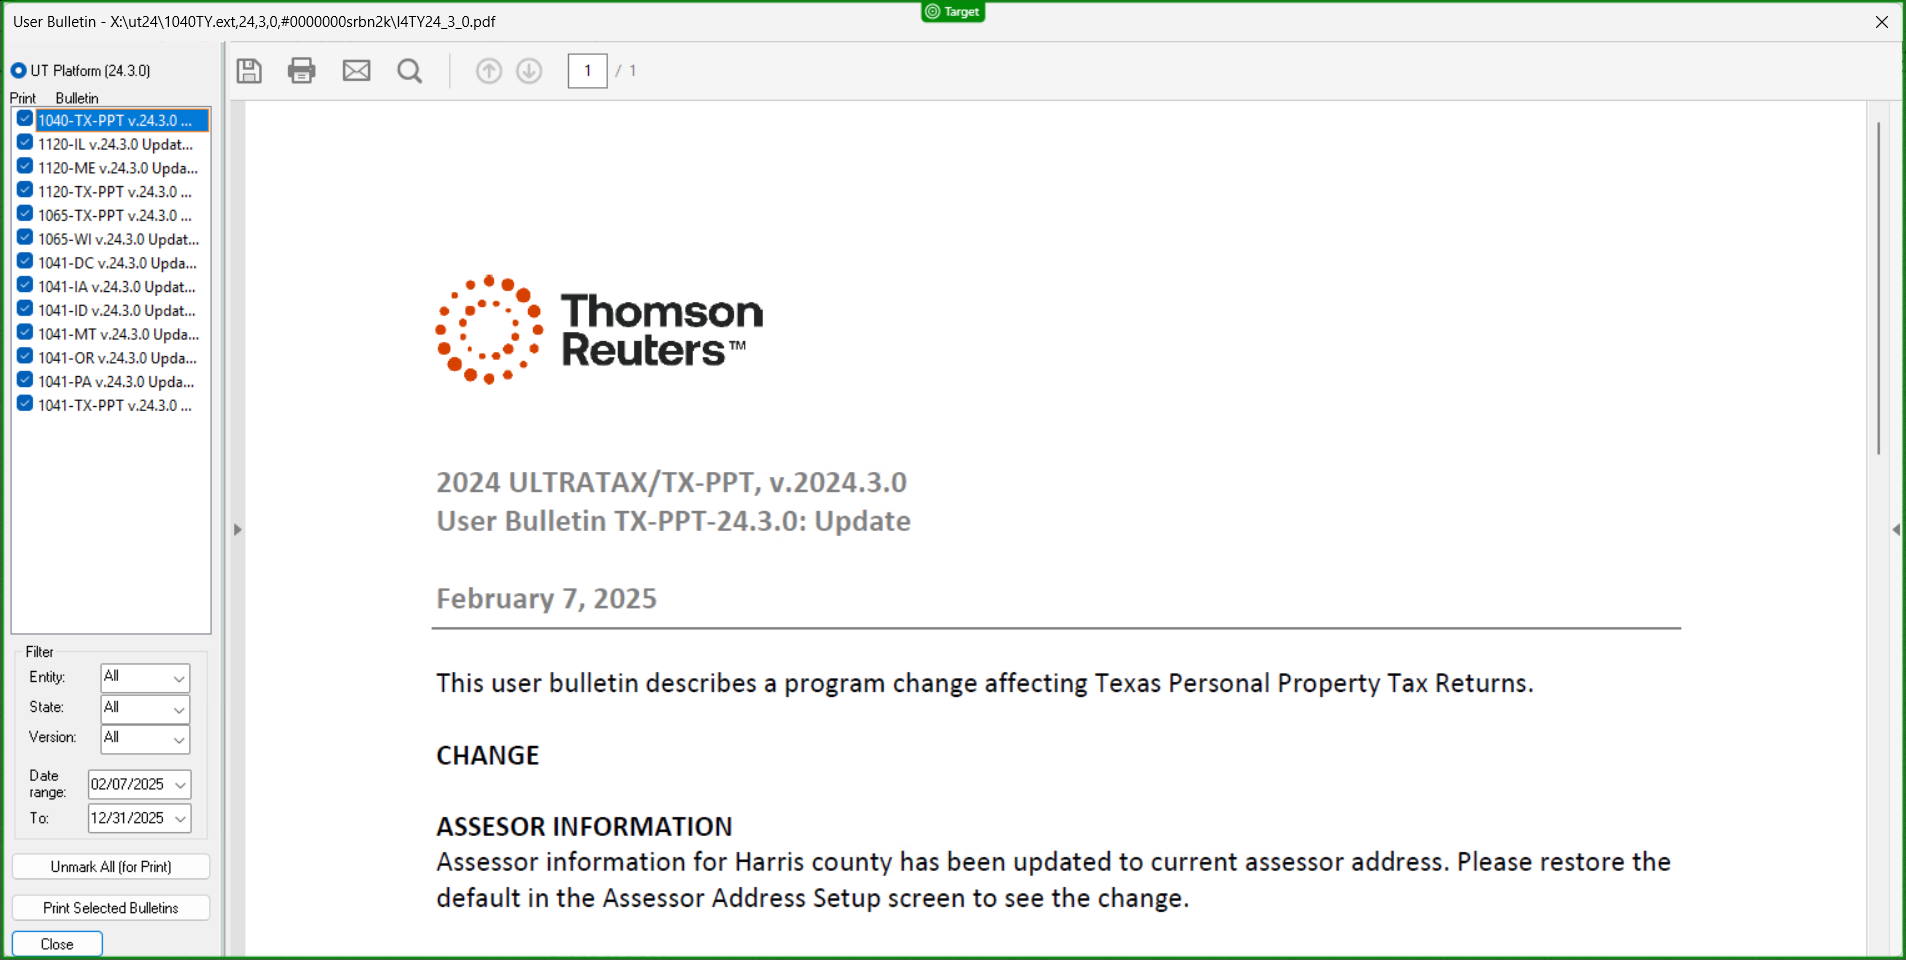 User Bulletin - X:\ut24\1040TY.ext,24,3,0,#0000000srbn2k\I4TY24_3_0.pdf
Target
UT Platform (24.3.0)
Print Bulletin
1040-TX-PPT v.24.3.0 ...
1120-IL v.24.3.0 Updat...
1120-ME v.24.3.0 Upda...
1120-TX-PPT v.24.3.0 ...
1065-TX-PPT v.24.3.0 ...
1065-WI v.24.3.0 Updat...
1041-DC v.24.3.0 Upda...
1041-IA v.24.3.0 Updat...
1041-ID v.24.3.0 Updat...
1041-MT v.24.3.0 Upda...
1041-OR v.24.3.0 Upda...
1041-PA v.24.3.0 Upda...
1041-TX-PPT v.24.3.0 ...
Filter
Entity: All
State: All
Version: All
Date
range: 02/07/2025
To: 12/31/2025
Unmark All (for Print)
Print Selected Bulletins
Close
1 / 1
Thomson
Reuters™
2024 ULTRATAX/TX-PPT, v.2024.3.0
User Bulletin TX-PPT-24.3.0: Update
February 7, 2025
This user bulletin describes a program change affecting Texas Personal Property Tax Returns.
CHANGE
ASSESOR INFORMATION
Assessor information for Harris county has been updated to current assessor address. Please restore the
default in the Assessor Address Setup screen to see the change.